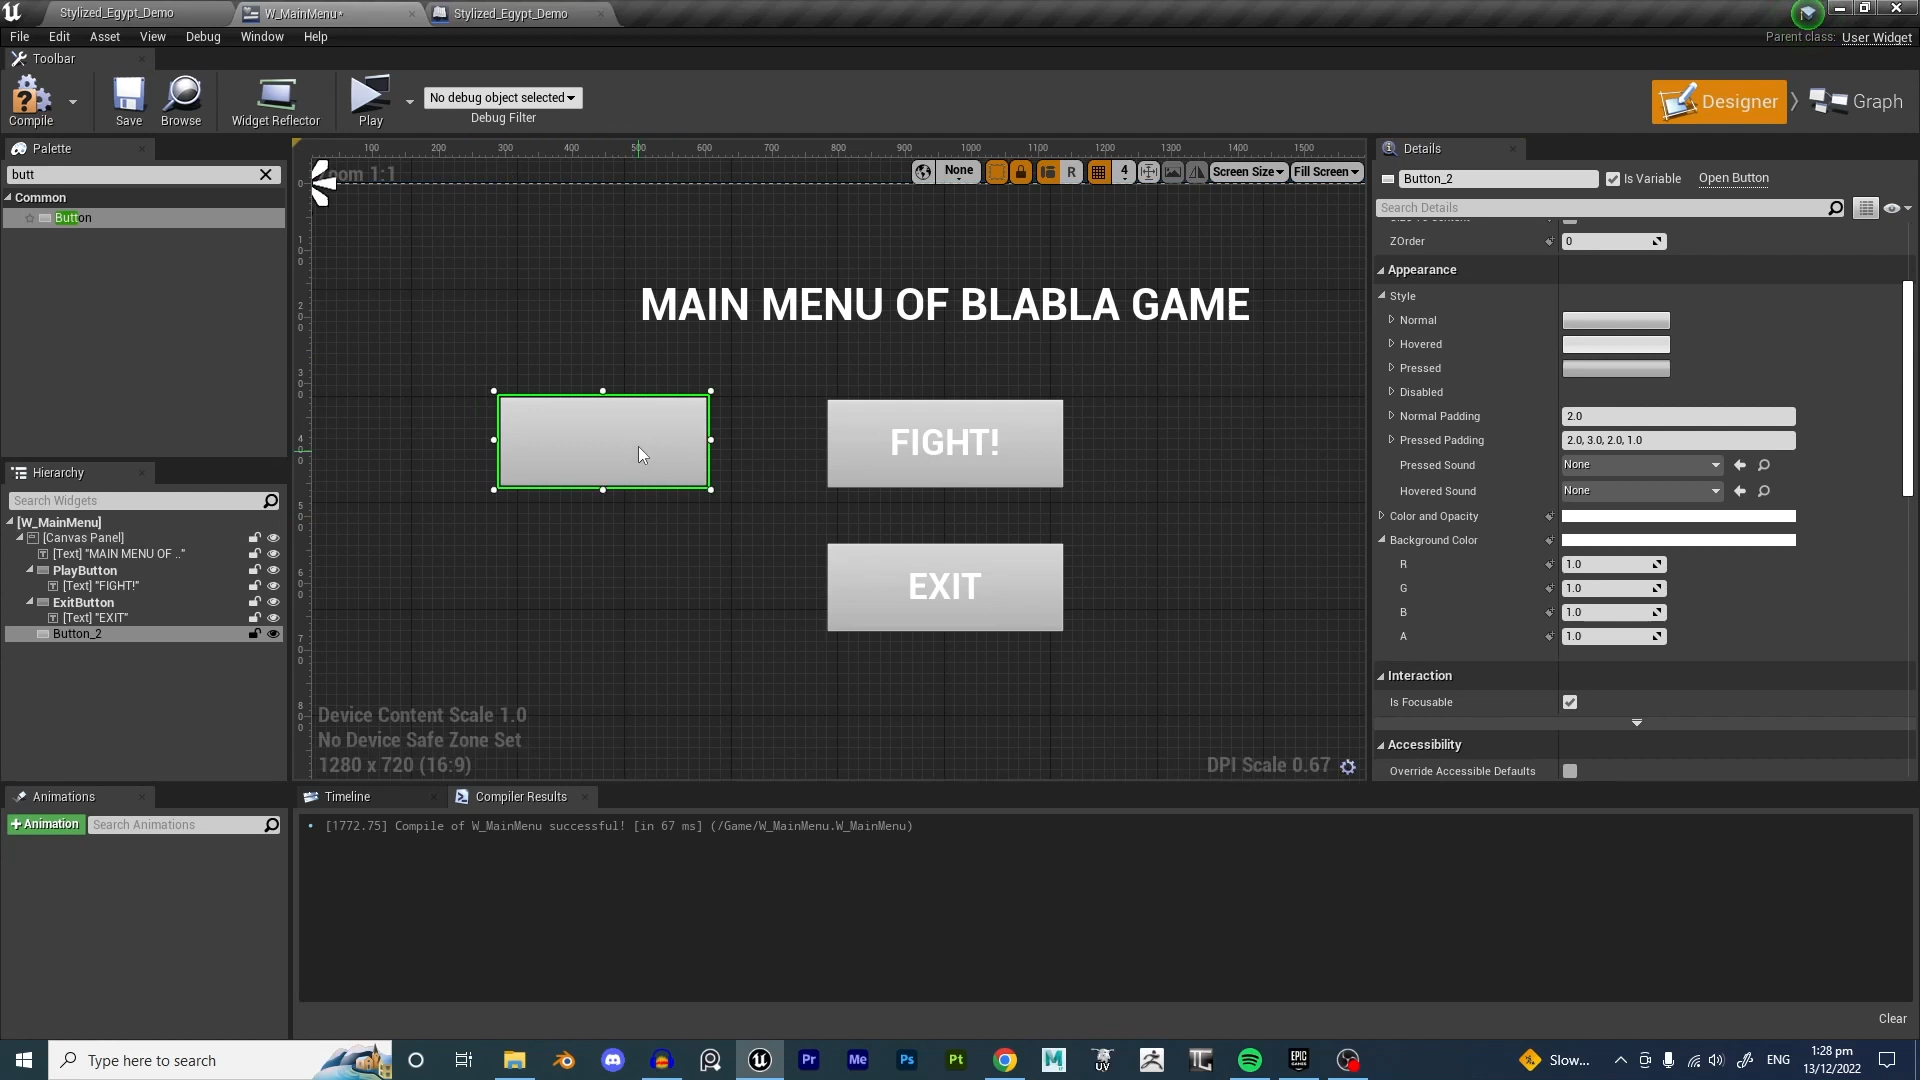 Stylized_Egypt_Demo
W_MainMenu*
Stylized_Egypt_Demo
File Edit Asset View Debug Window Help
Parent class: User Widget
Toolbar
Compile
Save
Browse
Widget Reflector
Play
No debug object selected
Debug Filter
Designer
Graph
Palette
butt
Common
Button
Hierarchy
Search Widgets
[W_MainMenu]
[Canvas Panel]
[Text] "MAIN MENU OF .."
PlayButton
[Text] "FIGHT!"
ExitButton
[Text] "EXIT"
Button_2
100 200 300 400 500 600 700 800 900 1000 1100 1200 1300 1400 1500
None
R
4
Screen Size
Fill Screen
MAIN MENU OF BLABLA GAME
FIGHT!
EXIT
Device Content Scale 1.0
No Device Safe Zone Set
1280 x 720 (16:9)
DPI Scale 0.67
Details
Button_2
Is Variable
Open Button
Search Details
ZOrder 0
Appearance
Style
Normal
Hovered
Pressed
Disabled
Normal Padding 2.0
Pressed Padding 2.0, 3.0, 2.0, 1.0
Pressed Sound None
Hovered Sound None
Color and Opacity
Background Color
R 1.0
G 1.0
B 1.0
A 1.0
Interaction
Is Focusable
Accessibility
Override Accessible Defaults
Animations
+Animation
Search Animations
Timeline
Compiler Results
[1772.75] Compile of W_MainMenu successful! [in 67 ms] (/Game/W_MainMenu.W_MainMenu)
Clear
Type here to search
Pr
Me
Ps
Pt
M
UV
EPIC
GAMES
Slow...
ENG
1:28 pm
13/12/2022